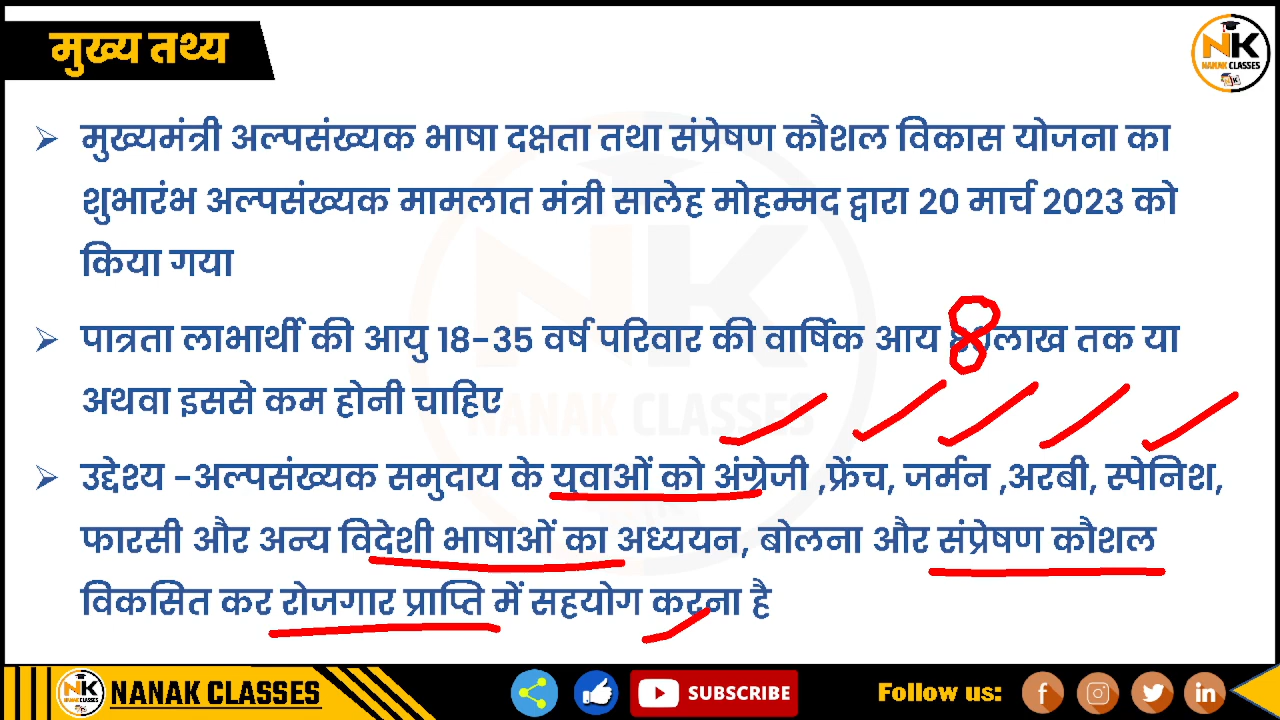 मुख्य तथ्य
NK
NANAK CLASSES
मुख्यमंत्री अल्पसंख्यक भाषा दक्षता तथा संप्रेषण कौशल विकास योजना का
शुभारंभ अल्पसंख्यक मामलात मंत्री सालेह मोहम्मद द्वारा 20 मार्च 2023 को
किया गया
पात्रता लाभार्थी की आयु 18-35 वर्ष परिवार की वार्षिक आय 8 लाख तक या
अथवा इससे कम होनी चाहिए
NANAK CLASSES
उद्देश्य -अल्पसंख्यक समुदाय के युवाओं को अंग्रेजी ,फ्रेंच, जर्मन ,अरबी, स्पेनिश,
फारसी और अन्य विदेशी भाषाओं का अध्ययन, बोलना और संप्रेषण कौशल
विकसित कर रोजगार प्राप्ति में सहयोग करना है
NK NANAK CLASSES SUBSCRIBE Follow us: